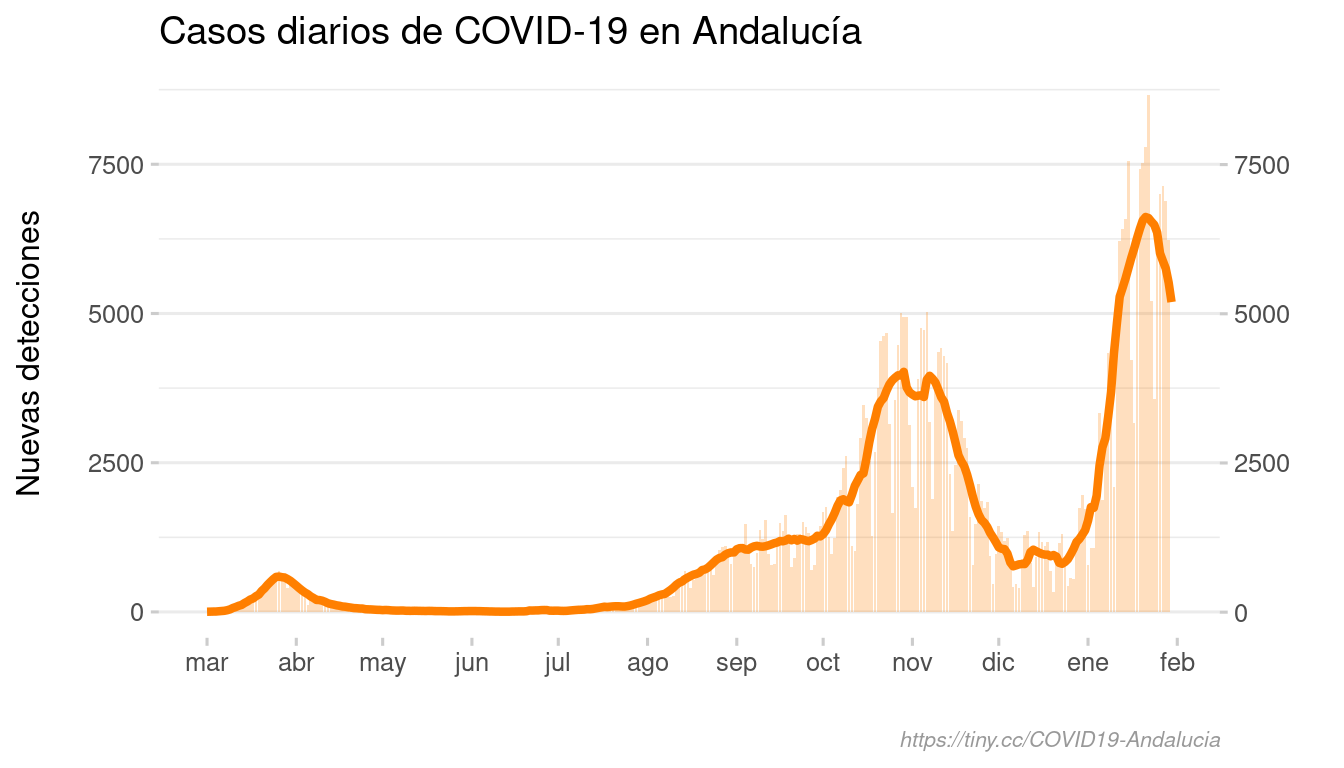 Casos diarios de COVID-19 en Andalucía
Nuevas detecciones
7500 7500
5000 5000
2500 2500
0 0
mar abr may jun jul ago sep oct nov dic ene feb
https://tiny.cc/COVID19-Andalucia